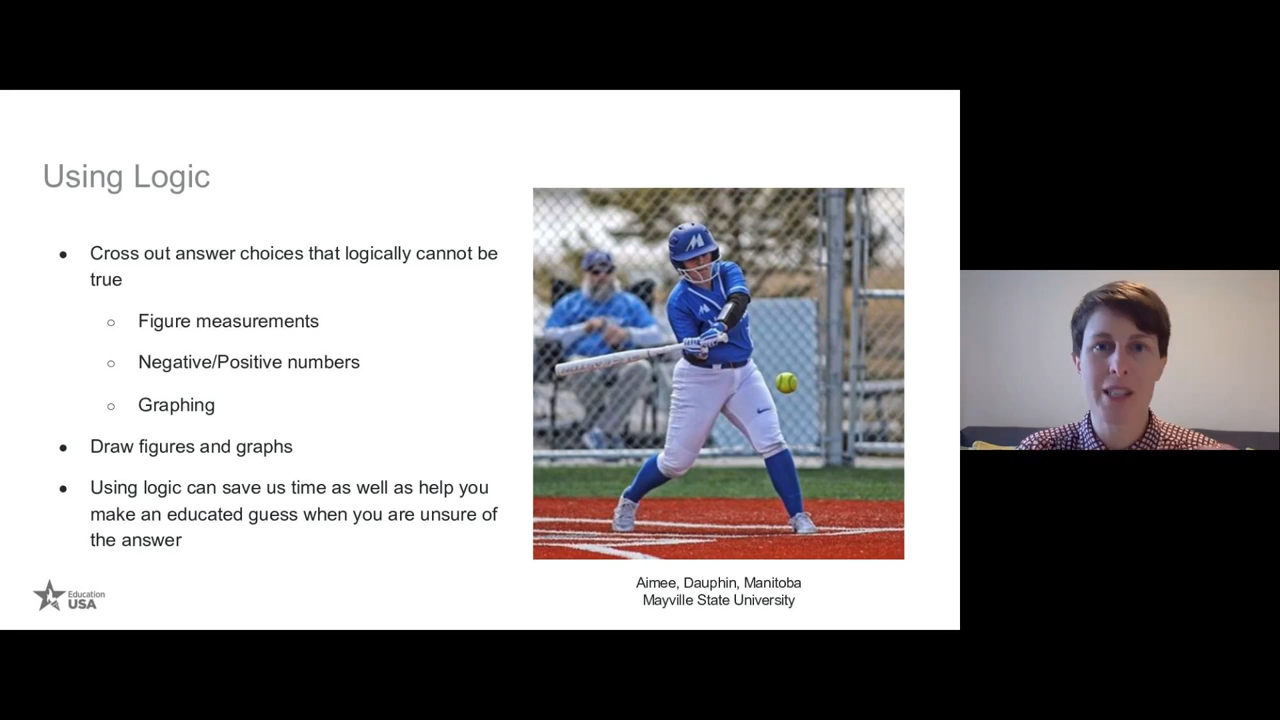 Using Logic
● Cross out answer choices that logically cannot be
true
○ Figure measurements
○ Negative/Positive numbers
○ Graphing
● Draw figures and graphs
● Using logic can save us time as well as help you
make an educated guess when you are unsure of
the answer
Education
USA
M
Aimee, Dauphin, Manitoba
Mayville State University